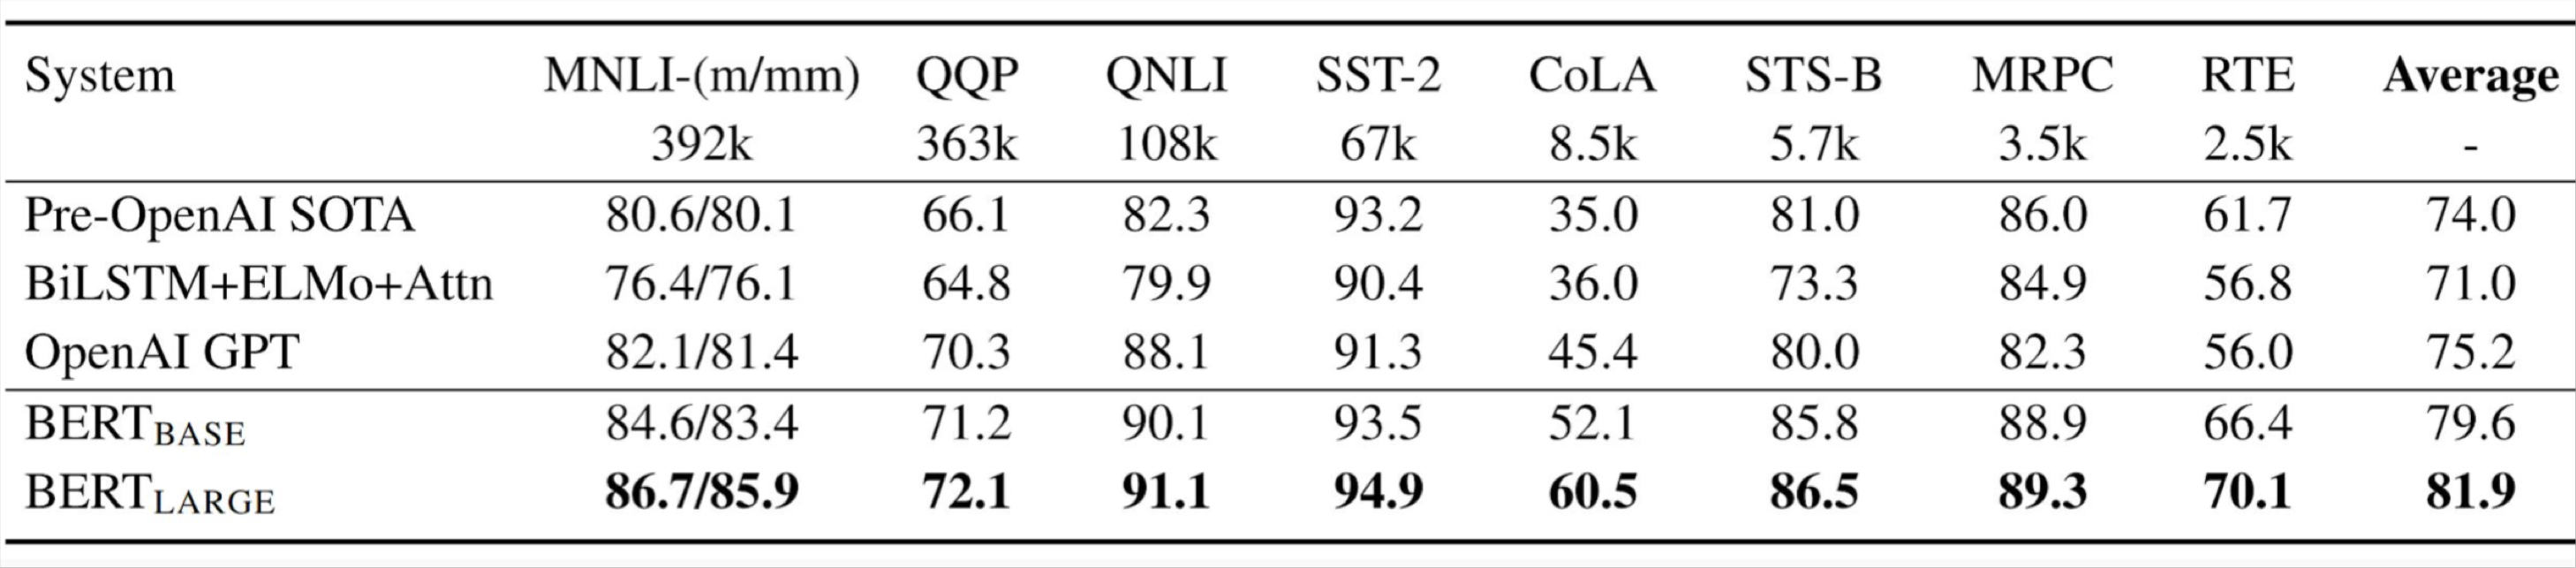 System MNLI-(m/mm) QQP QNLI SST-2 CoLA STS-B MRPC RTE Average
392k 363k 108k 67k 8.5k 5.7k 3.5k 2.5k -
Pre-OpenAI SOTA 80.6/80.1 66.1 82.3 93.2 35.0 81.0 86.0 61.7 74.0
BiLSTM+ELMo+Attn 76.4/76.1 64.8 79.9 90.4 36.0 73.3 84.9 56.8 71.0
OpenAI GPT 82.1/81.4 70.3 88.1 91.3 45.4 80.0 82.3 56.0 75.2
BERTBASE 84.6/83.4 71.2 90.1 93.5 52.1 85.8 88.9 66.4 79.6
BERTLARGE 86.7/85.9 72.1 91.1 94.9 60.5 86.5 89.3 70.1 81.9